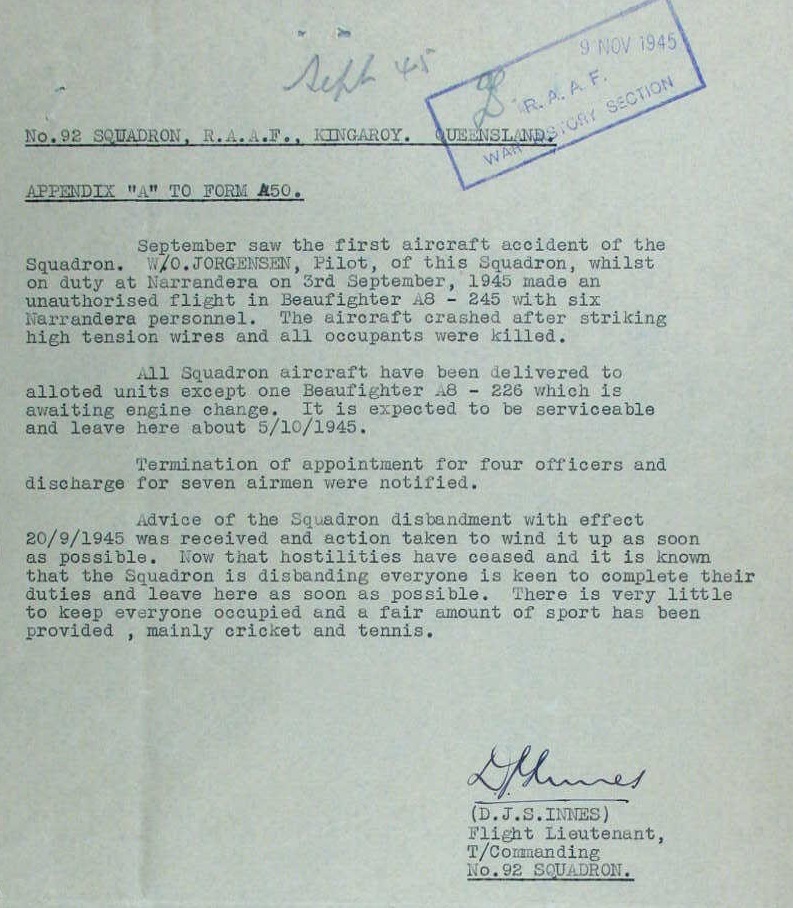 Sept 45
9 NOV 1945
R. A. A. F.
WAR HISTORY SECTION
No.92 SQUADRON, R.A.A.F., KINGAROY. QUEENSLAND.
APPENDIX "A" TO FORM A50.
September saw the first aircraft accident of the
Squadron. W/O.JORGENSEN, Pilot, of this Squadron, whilst
on duty at Narrandera on 3rd September, 1945 made an
unauthorised flight in Beaufighter A8 - 245 with six
Narrandera personnel. The aircraft crashed after striking
high tension wires and all occupants were killed.
All Squadron aircraft have been delivered to
alloted units except one Beaufighter A8 - 226 which is
awaiting engine change. It is expected to be serviceable
and leave here about 5/10/1945.
Termination of appointment for four officers and
discharge for seven airmen were notified.
Advice of the Squadron disbandment with effect
20/9/1945 was received and action taken to wind it up as soon
as possible. Now that hostilities have ceased and it is known
that the Squadron is disbanding everyone is keen to complete their
duties and leave here as soon as possible. There is very little
to keep everyone occupied and a fair amount of sport has been
provided , mainly cricket and tennis.
(D.J.S.INNES)
Flight Lieutenant,
T/Commanding
No.92 SQUADRON.